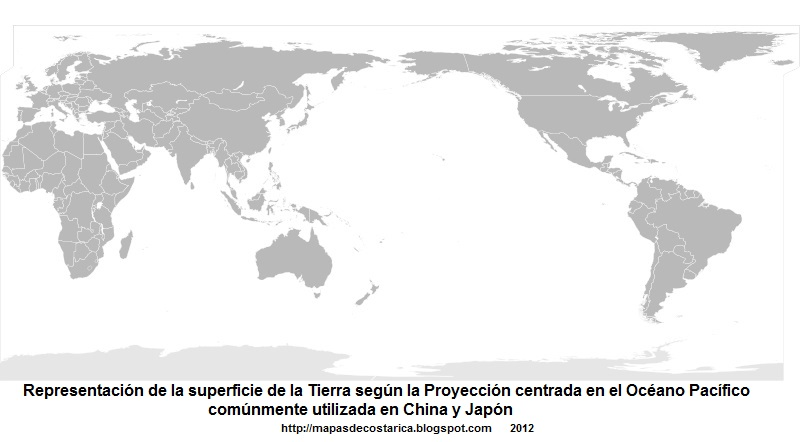 Representación de la superficie de la Tierra según la Proyección centrada en el Océano Pacífico
comúnmente utilizada en China y Japón
http://mapasdecostarica.blogspot.com 2012